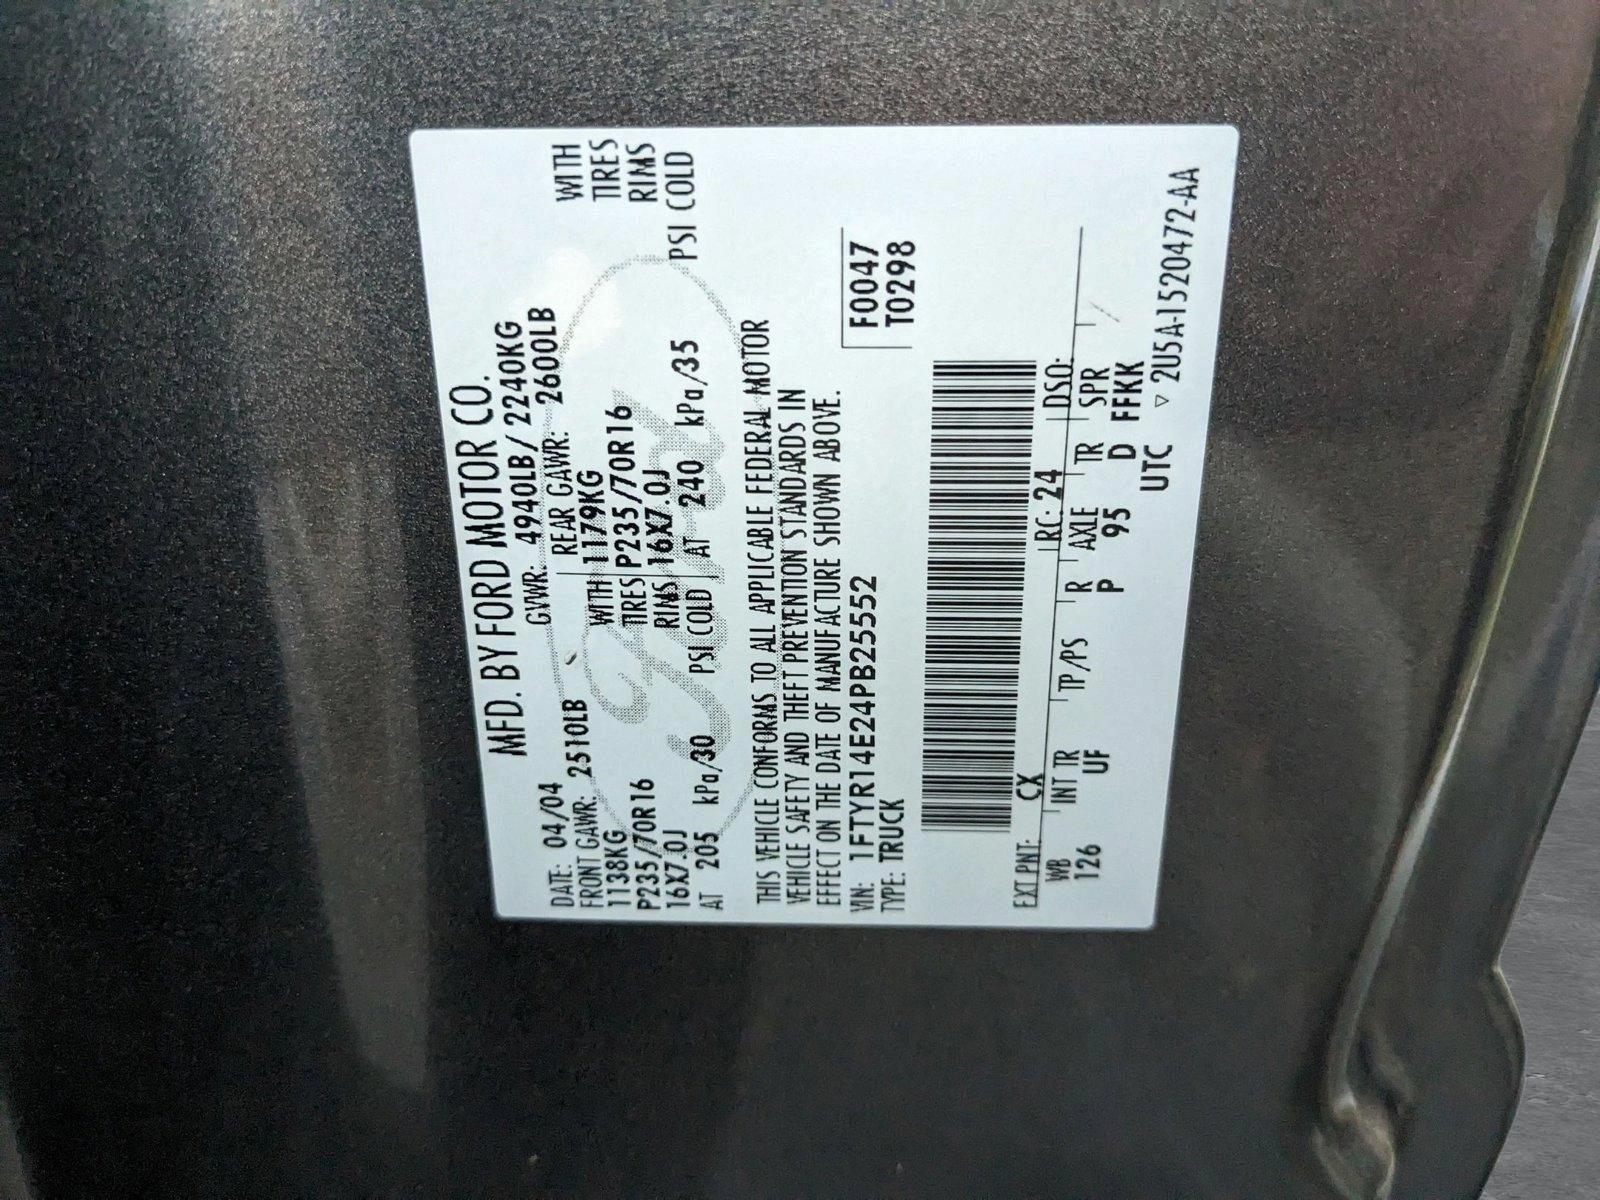 MFD. BY FORD MOTOR CO.
DATE: 04/04 GVWR: 4940LB/2240KG
FRONT GAWR: 2510LB REAR GAWR: 2600LB
1138KG WITH 1179KG WITH
P235/70R16 TIRES P235/70R16 TIRES
16X7.0J RIMS 16X7.0J RIMS
AT 205 kPa/30 PSI COLD AT 240 kPa/35 PSI COLD
Ford
THIS VEHICLE CONFORMS TO ALL APPLICABLE FEDERAL MOTOR
VEHICLE SAFETY AND THEFT PREVENTION STANDARDS IN
EFFECT ON THE DATE OF MANUFACTURE SHOWN ABOVE.
VIN: 1FTYR14E24PB25552 F0047
TYPE: TRUCK T0298
EXT PNT: CX RC: 24 DSO:
WB INT TR TP/PS R AXLE TR SPR
126 UF P 95 D FFKK
UTC ▽ 2U5A-1520472-AA